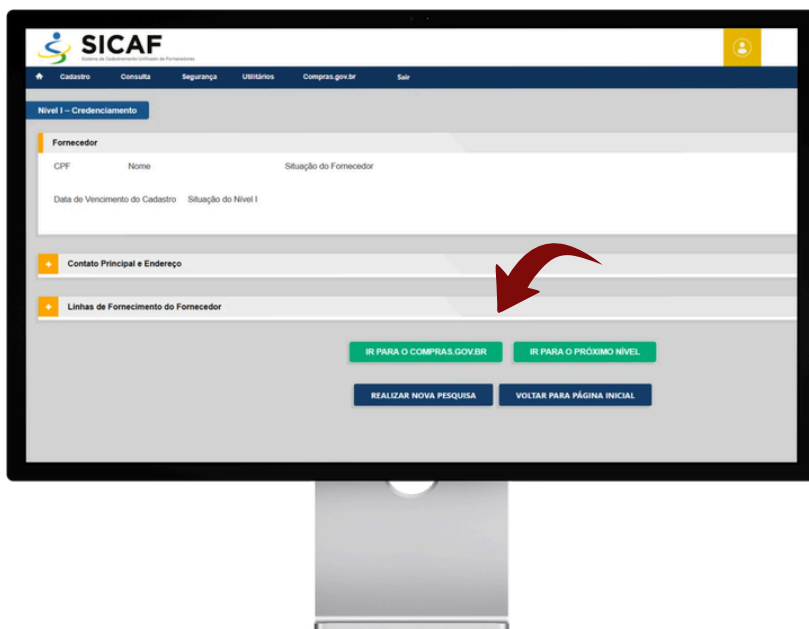 SICAF
Sistema de Cadastramento Unificado de Fornecedores
Cadastro Consulta Segurança Utilitários Compras.gov.br Sair
Nível I – Credenciamento
Fornecedor
CPF Nome Situação do Fornecedor
Data do Vencimento do Cadastro Situação do Nível I
+ Contato Principal e Endereço
+ Linhas de Fornecimento do Fornecedor
IR PARA O COMPRAS.GOV.BR IR PARA O PRÓXIMO NÍVEL
REALIZAR NOVA PESQUISA VOLTAR PARA PÁGINA INICIAL